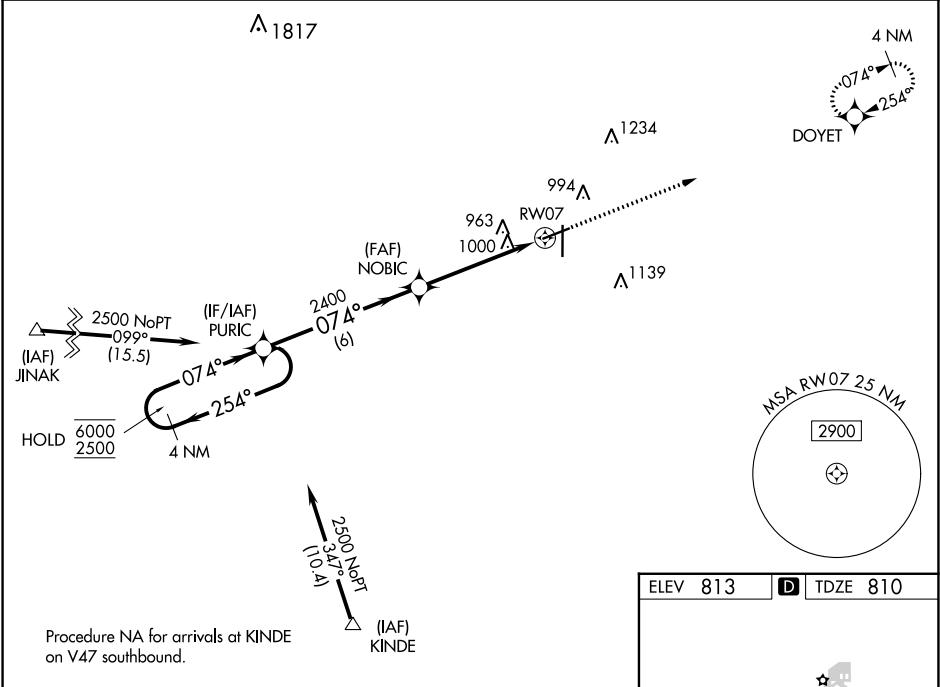 1817
4 NM
074°
254°
DOYET
1234
994
RW07
963
1000
(FAF)
NOBIC
1139
2400
074°
(6)
(IF/IAF)
PURIC
2500 NoPT
099°
(15.5)
(IAF)
JINAK
074°
254°
HOLD 6000
2500
4 NM
MSA RW07 25 NM
2900
2500 NoPT
347°
(10.4)
(IAF)
KINDE
Procedure NA for arrivals at KINDE
on V47 southbound.
ELEV 813 D TDZE 810